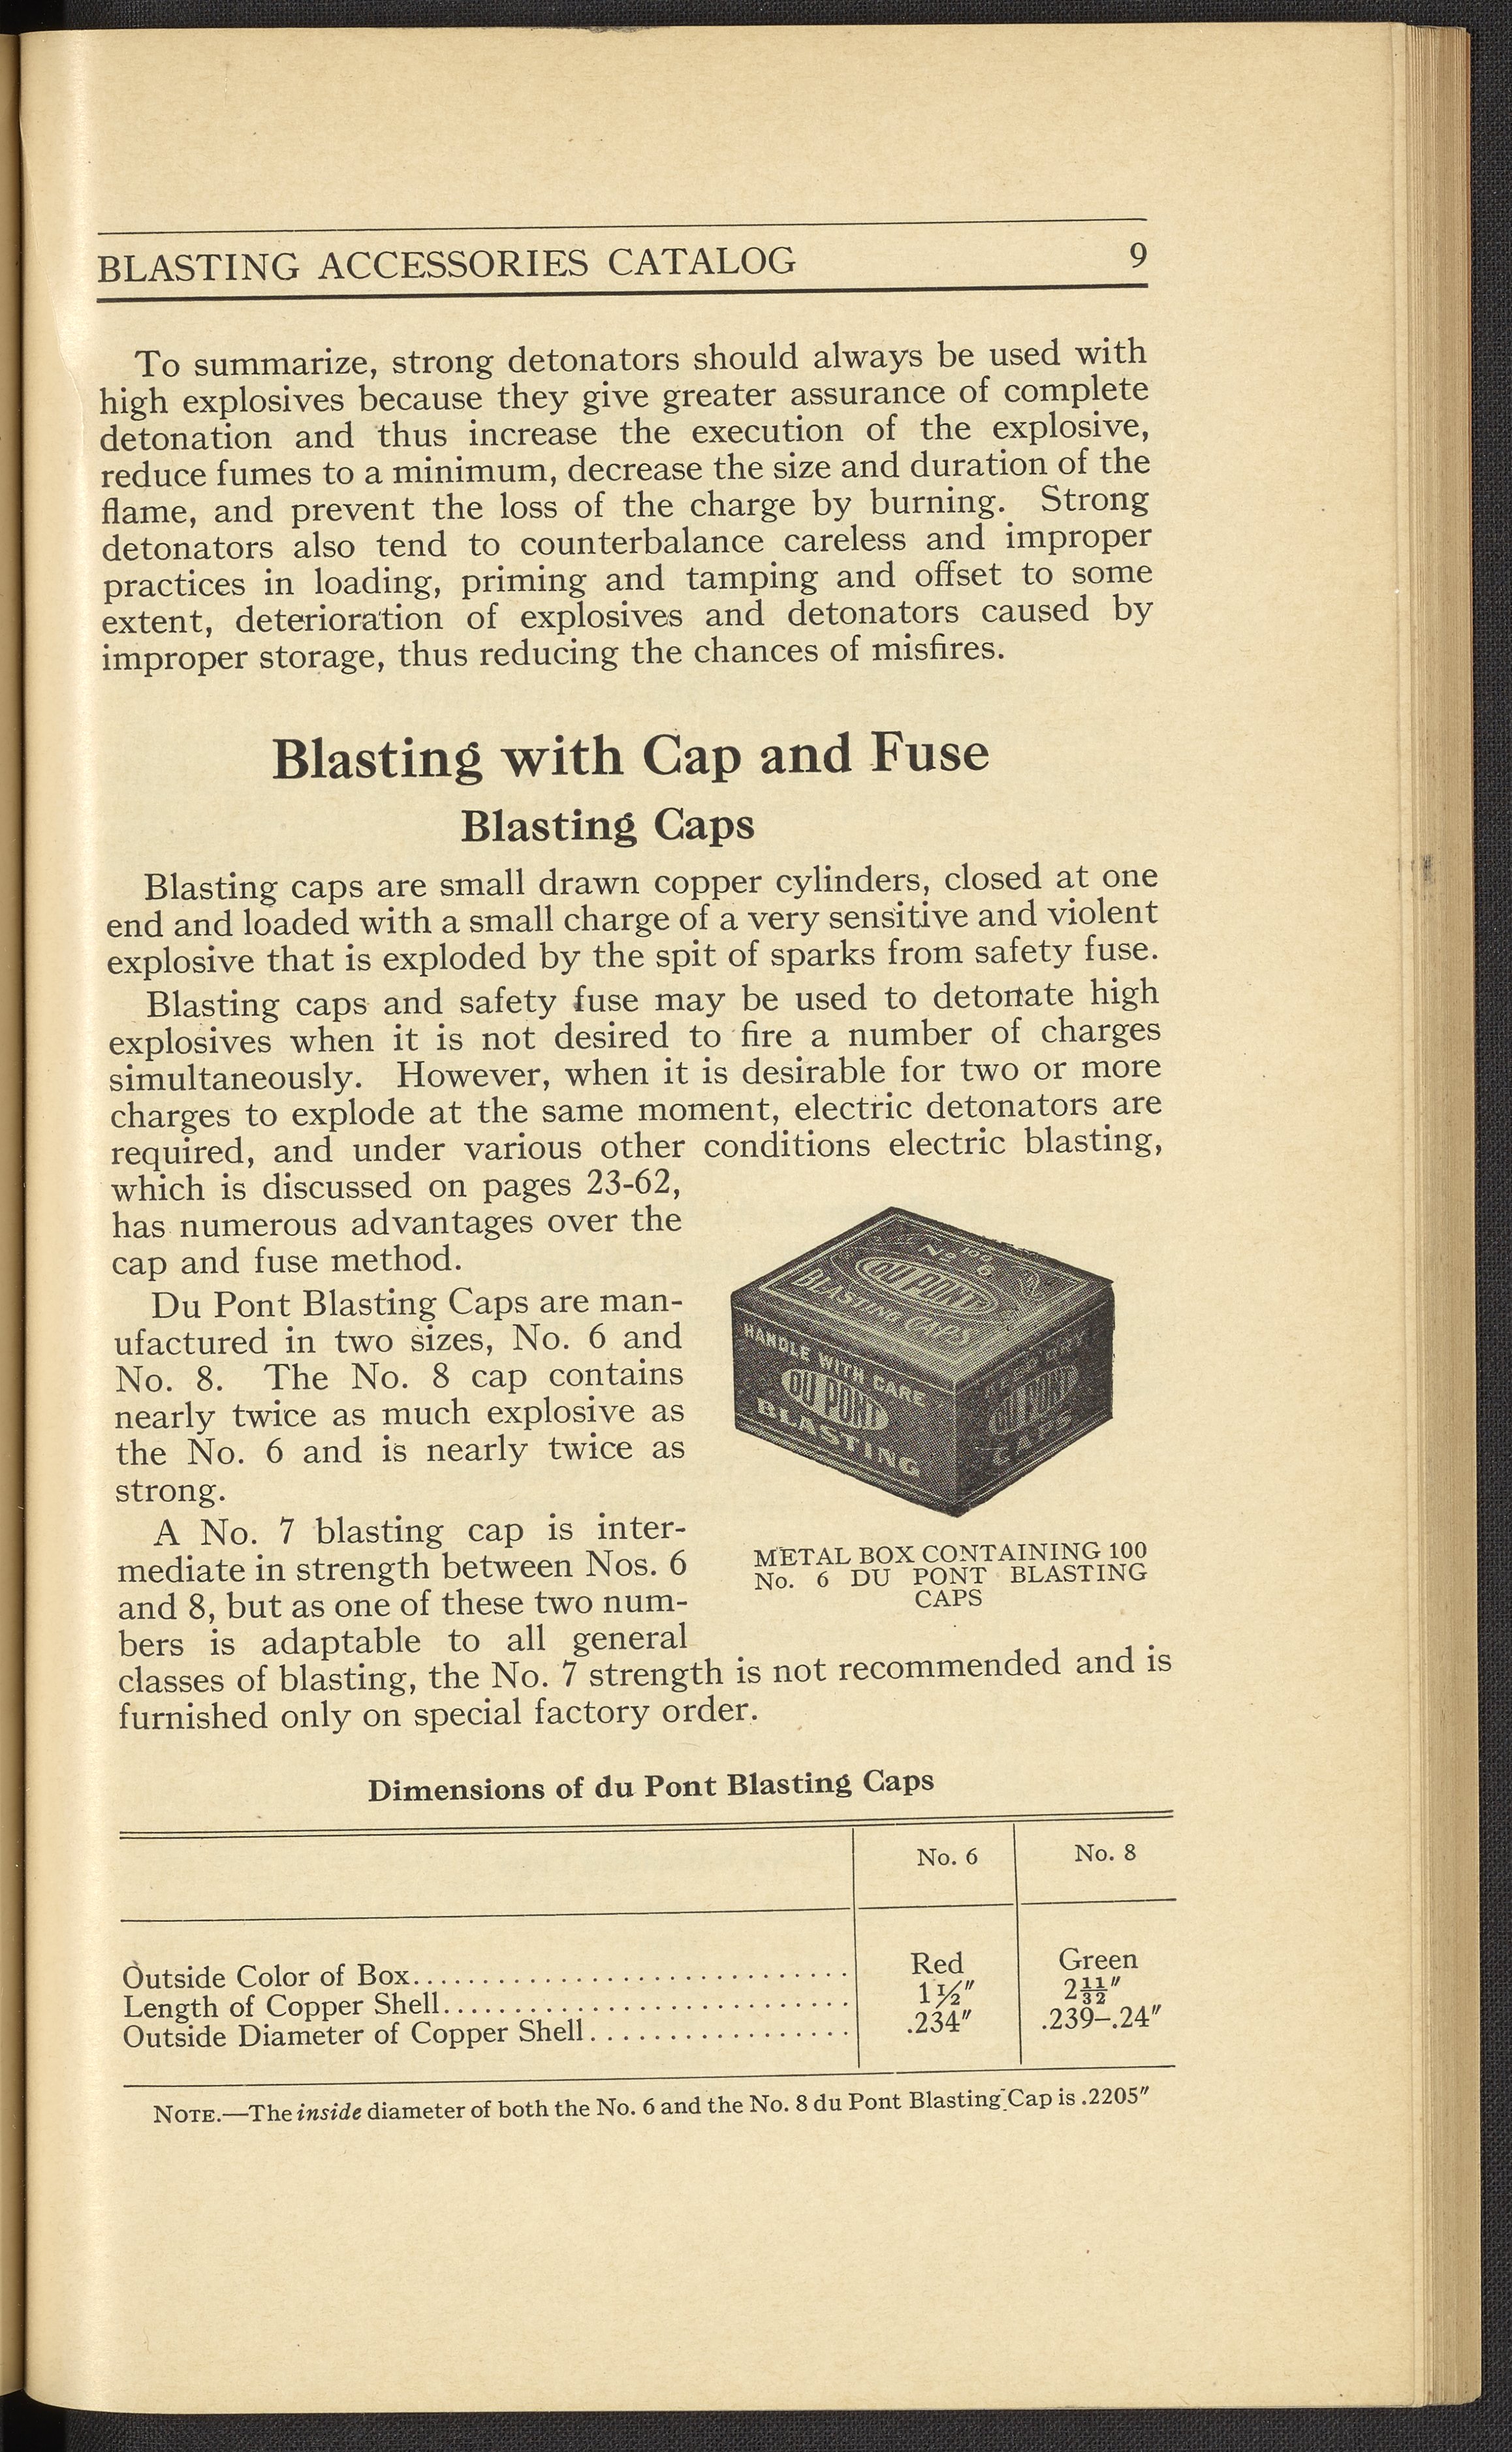 BLASTING ACCESSORIES CATALOG 9
To summarize, strong detonators should always be used with
high explosives because they give greater assurance of complete
detonation and thus increase the execution of the explosive,
reduce fumes to a minimum, decrease the size and duration of the
flame, and prevent the loss of the charge by burning. Strong
detonators also tend to counterbalance careless and improper
practices in loading, priming and tamping and offset to some
extent, deterioration of explosives and detonators caused by
improper storage, thus reducing the chances of misfires.
Blasting with Cap and Fuse
Blasting Caps
Blasting caps are small drawn copper cylinders, closed at one
end and loaded with a small charge of a very sensitive and violent
explosive that is exploded by the spit of sparks from safety fuse.
Blasting caps and safety fuse may be used to detonate high
explosives when it is not desired to fire a number of charges
simultaneously. However, when it is desirable for two or more
charges to explode at the same moment, electric detonators are
required, and under various other conditions electric blasting,
which is discussed on pages 23-62,
has numerous advantages over the
cap and fuse method.
Du Pont Blasting Caps are man-
ufactured in two sizes, No. 6 and
No. 8. The No. 8 cap contains
nearly twice as much explosive as
the No. 6 and is nearly twice as
strong.
A No. 7 blasting cap is inter-
mediate in strength between Nos. 6
and 8, but as one of these two num-
bers is adaptable to all general
classes of blasting, the No. 7 strength is not recommended and is
furnished only on special factory order.
100
No 6
DU PONT
BLASTING CAPS
HANDLE WITH CARE
DU PONT
BLASTING
KEEP DRY
DU PONT
CAPS
METAL BOX CONTAINING 100
No. 6 DU PONT BLASTING
CAPS
Dimensions of du Pont Blasting Caps
No. 6 No. 8
Outside Color of Box.............................. Red Green
Length of Copper Shell............................ 1½″ 2 11/32″
Outside Diameter of Copper Shell.................. .234″ .239–.24″
NOTE.—The inside diameter of both the No. 6 and the No. 8 du Pont Blasting Cap is .2205″